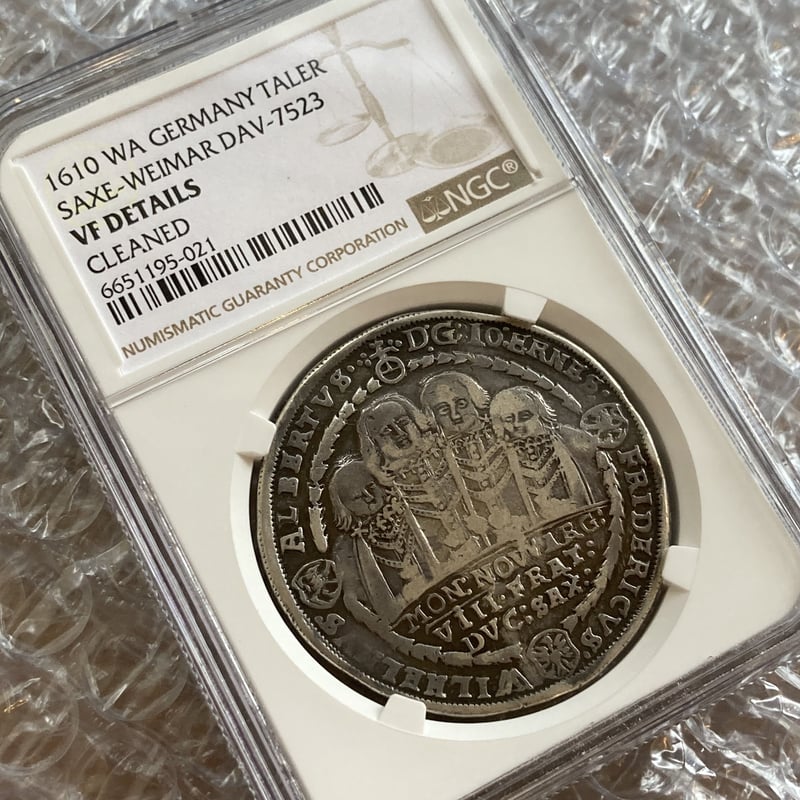 1610 WA GERMANY TALER
SAXE-WEIMAR DAV-7523
VF DETAILS
CLEANED
6651195-021
NGC®
NUMISMATIC GUARANTY CORPORATION
D:G: IO:ERNES
FRIDERICVS
WILHEL
S
ALBERTVS
MON: NOW: ARG:
VIII: FRAT:
DVC: SAX: